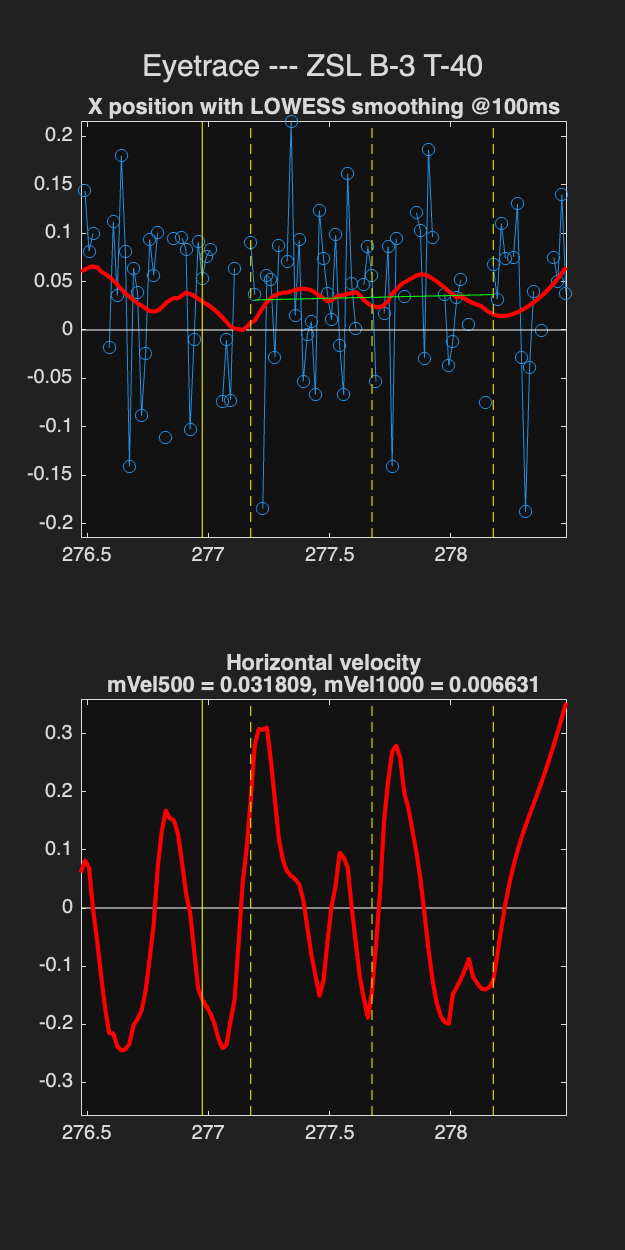 Eyetrace --- ZSL B-3 T-40
X position with LOWESS smoothing @100ms
0.2
0.15
0.1
0.05
0
-0.05
-0.1
-0.15
-0.2
276.5 277 277.5 278
Horizontal velocity
mVel500 = 0.031809, mVel1000 = 0.006631
0.3
0.2
0.1
0
-0.1
-0.2
-0.3
276.5 277 277.5 278